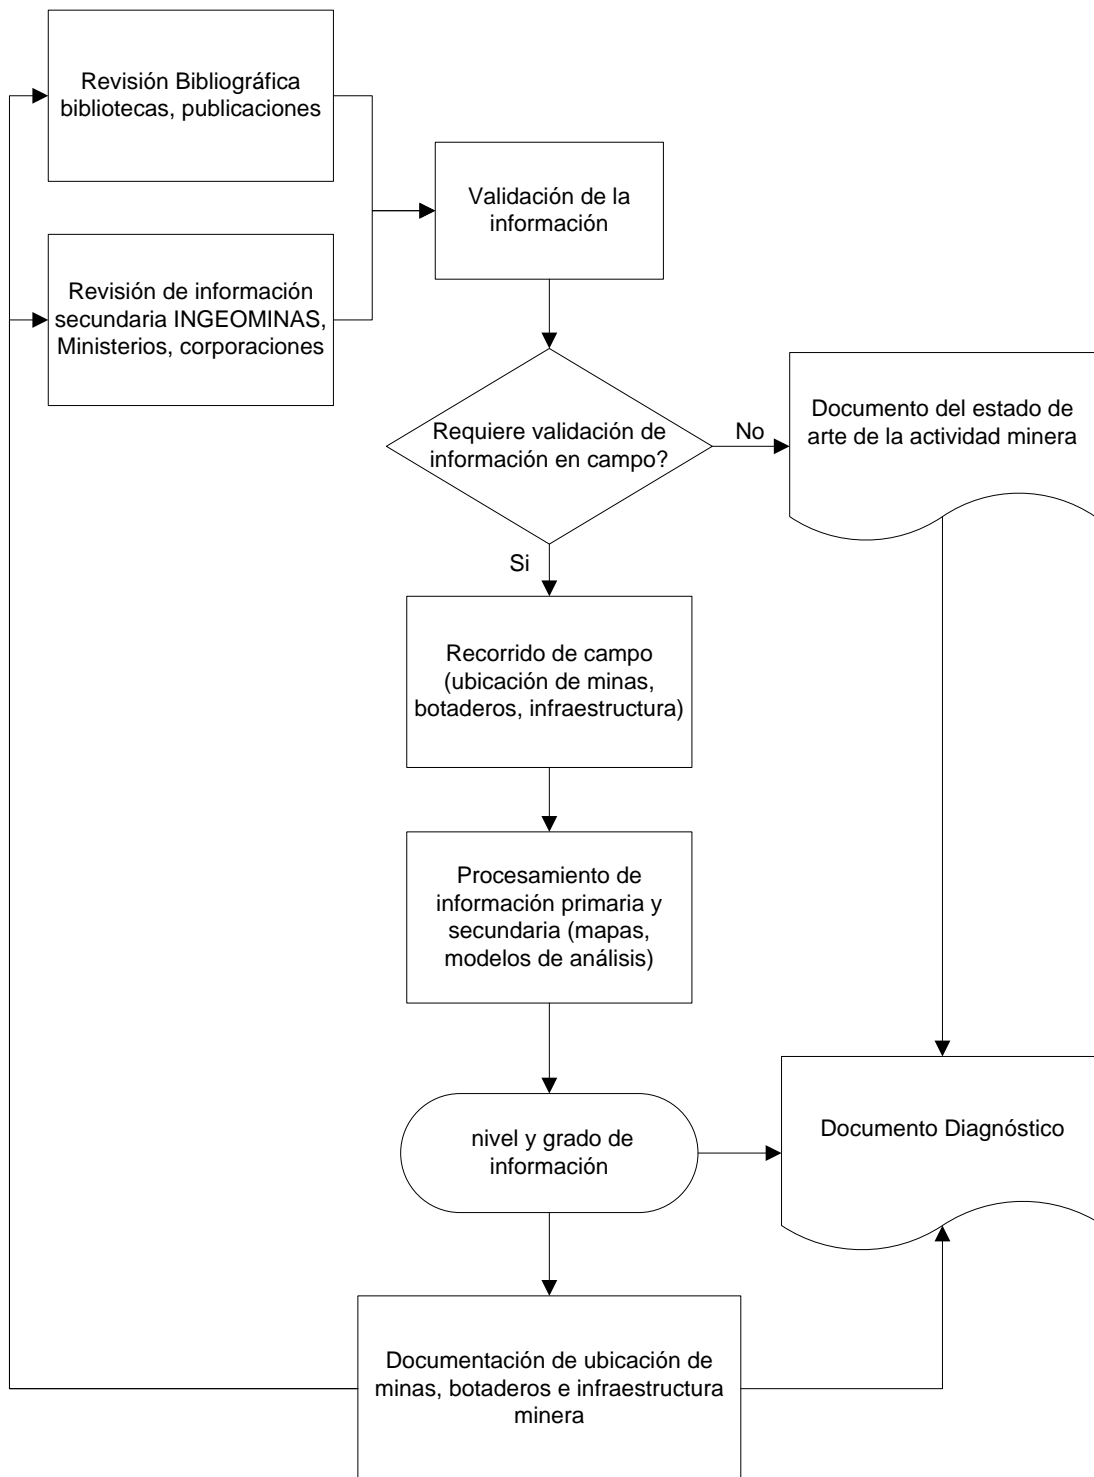 Revisión Bibliográfica
bibliotecas, publicaciones
Validación de la
información
Revisión de información
secundaria INGEOMINAS,
Ministerios, corporaciones
Requiere validación de
información en campo?
No
Documento del estado de
arte de la actividad minera
Si
Recorrido de campo
(ubicación de minas,
botaderos, infraestructura)
Procesamiento de
información primaria y
secundaria (mapas,
modelos de análisis)
nivel y grado de
información
Documento Diagnóstico
Documentación de ubicación de
minas, botaderos e infraestructura
minera